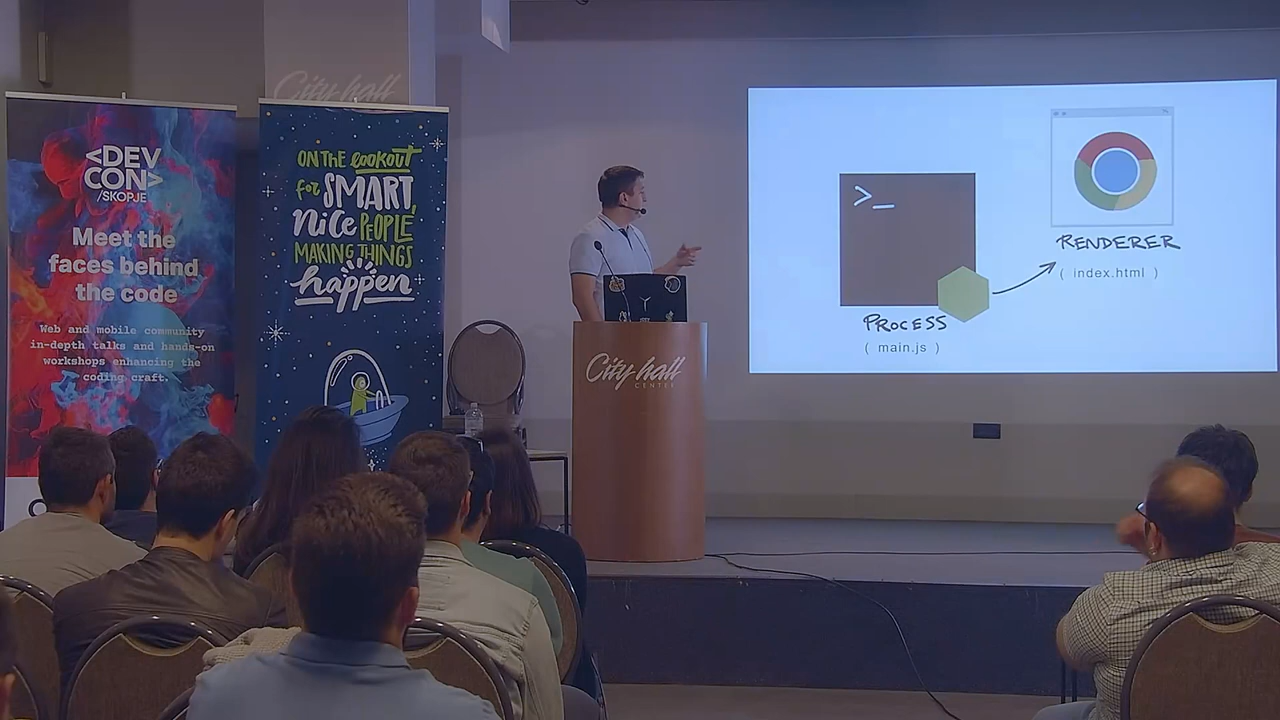 City hall
<DEV
CON>
/SKOPJE
Meet the
faces behind
the code
Web and mobile community
in-depth talks and hands-on
workshops enhancing the
coding craft.
ON THE LOOKOUT
for SMART,
Nice PEOPLE
MAKING THINGS
happen
City hall
CENTER
>_
PROCESS
( main.js )
RENDERER
( index.html )